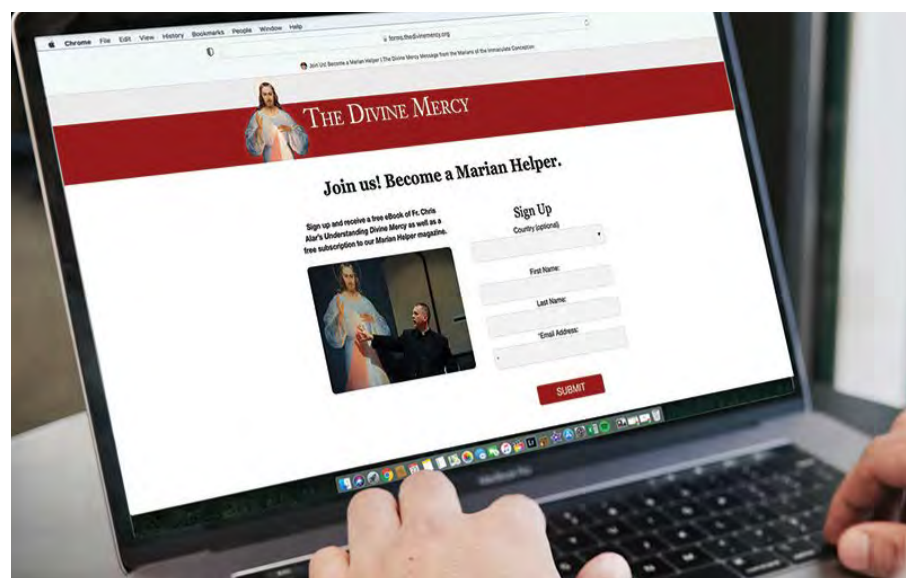 Chrome File Edit View History Bookmarks People Window Help
forms.thedivinemercy.org
Join Us! Become a Marian Helper | The Divine Mercy Message from the Marians of the Immaculate Conception
THE DIVINE MERCY
Join us! Become a Marian Helper.
Sign up and receive a free eBook of Fr. Chris
Alar's Understanding Divine Mercy as well as a
free subscription to our Marian Helper magazine.
Sign Up
Country (optional)
First Name:
Last Name:
*Email Address:
SUBMIT